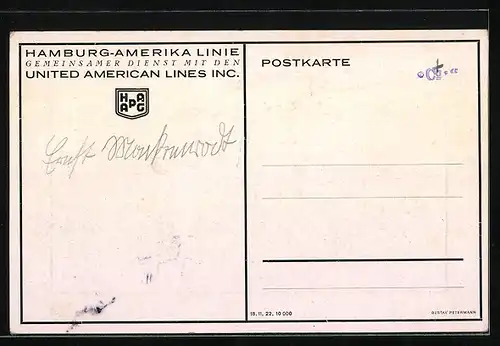 HAMBURG-AMERIKA LINIE
GEMEINSAMER DIENST MIT DEN
UNITED AMERICAN LINES INC.
HAPAG
Ernst
POSTKARTE
18. 11. 22. 10 000
GUSTAV PETERMANN